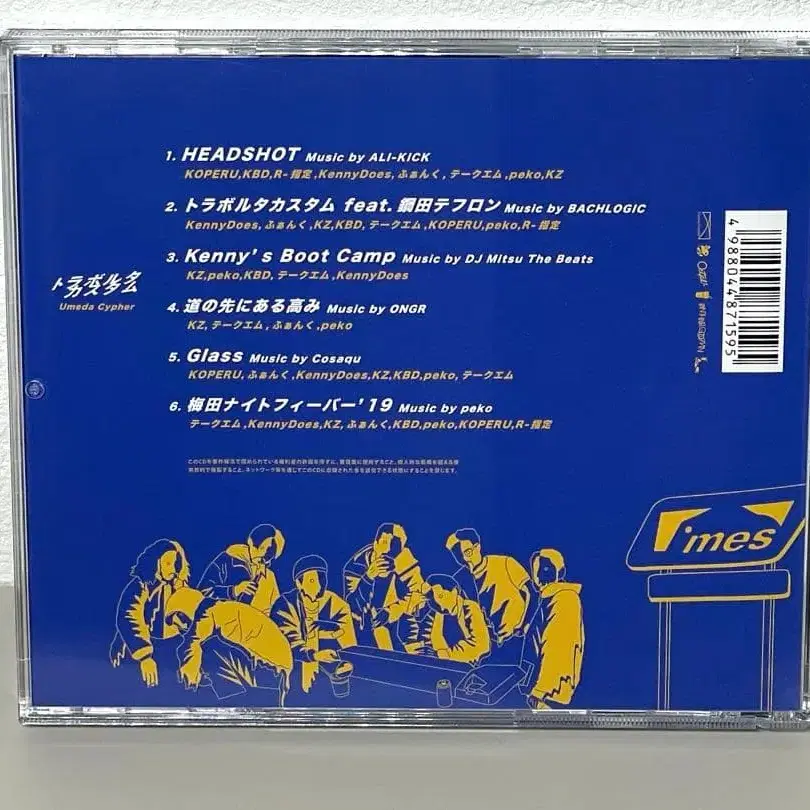 1. HEADSHOT Music by ALI-KICK
KOPERU,KBD,R-指定,KennyDoes,ふぁんく,テークエム,peko,KZ
2. トラボルタカスタム feat. 鋼田テフロン Music by BACHLOGIC
KennyDoes,ふぁんく,KZ,KBD,テークエム,KOPERU,peko,R-指定
3. Kenny's Boot Camp Music by DJ Mitsu The Beats
KZ,peko,KBD,テークエム,KennyDoes
4. 道の先にある高み Music by ONGR
KZ,テークエム,ふぁんく,peko
5. Glass Music by Cosaqu
KOPERU,ふぁんく,KennyDoes,KZ,KBD,peko,テークエム
6. 梅田ナイトフィーバー'19 Music by peko
テークエム,KennyDoes,KZ,ふぁんく,KBD,peko,KOPERU,R-指定
トラボルタ
カスタム
Umeda Cypher
4 988044 871595
imes